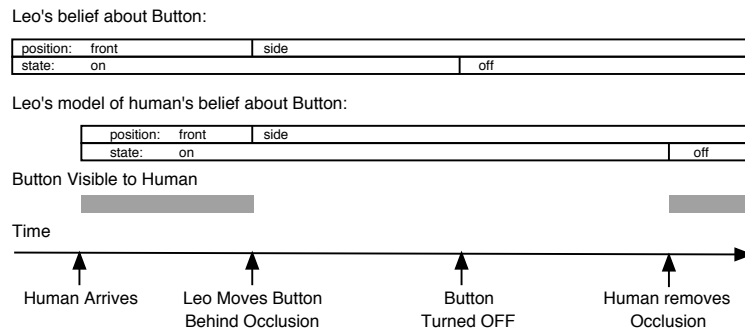 Leo's belief about Button:
position: front side
state: on off
Leo's model of human's belief about Button:
position: front side
state: on off
Button Visible to Human
Time
Human Arrives Leo Moves Button Button Human removes
Behind Occlusion Turned OFF Occlusion